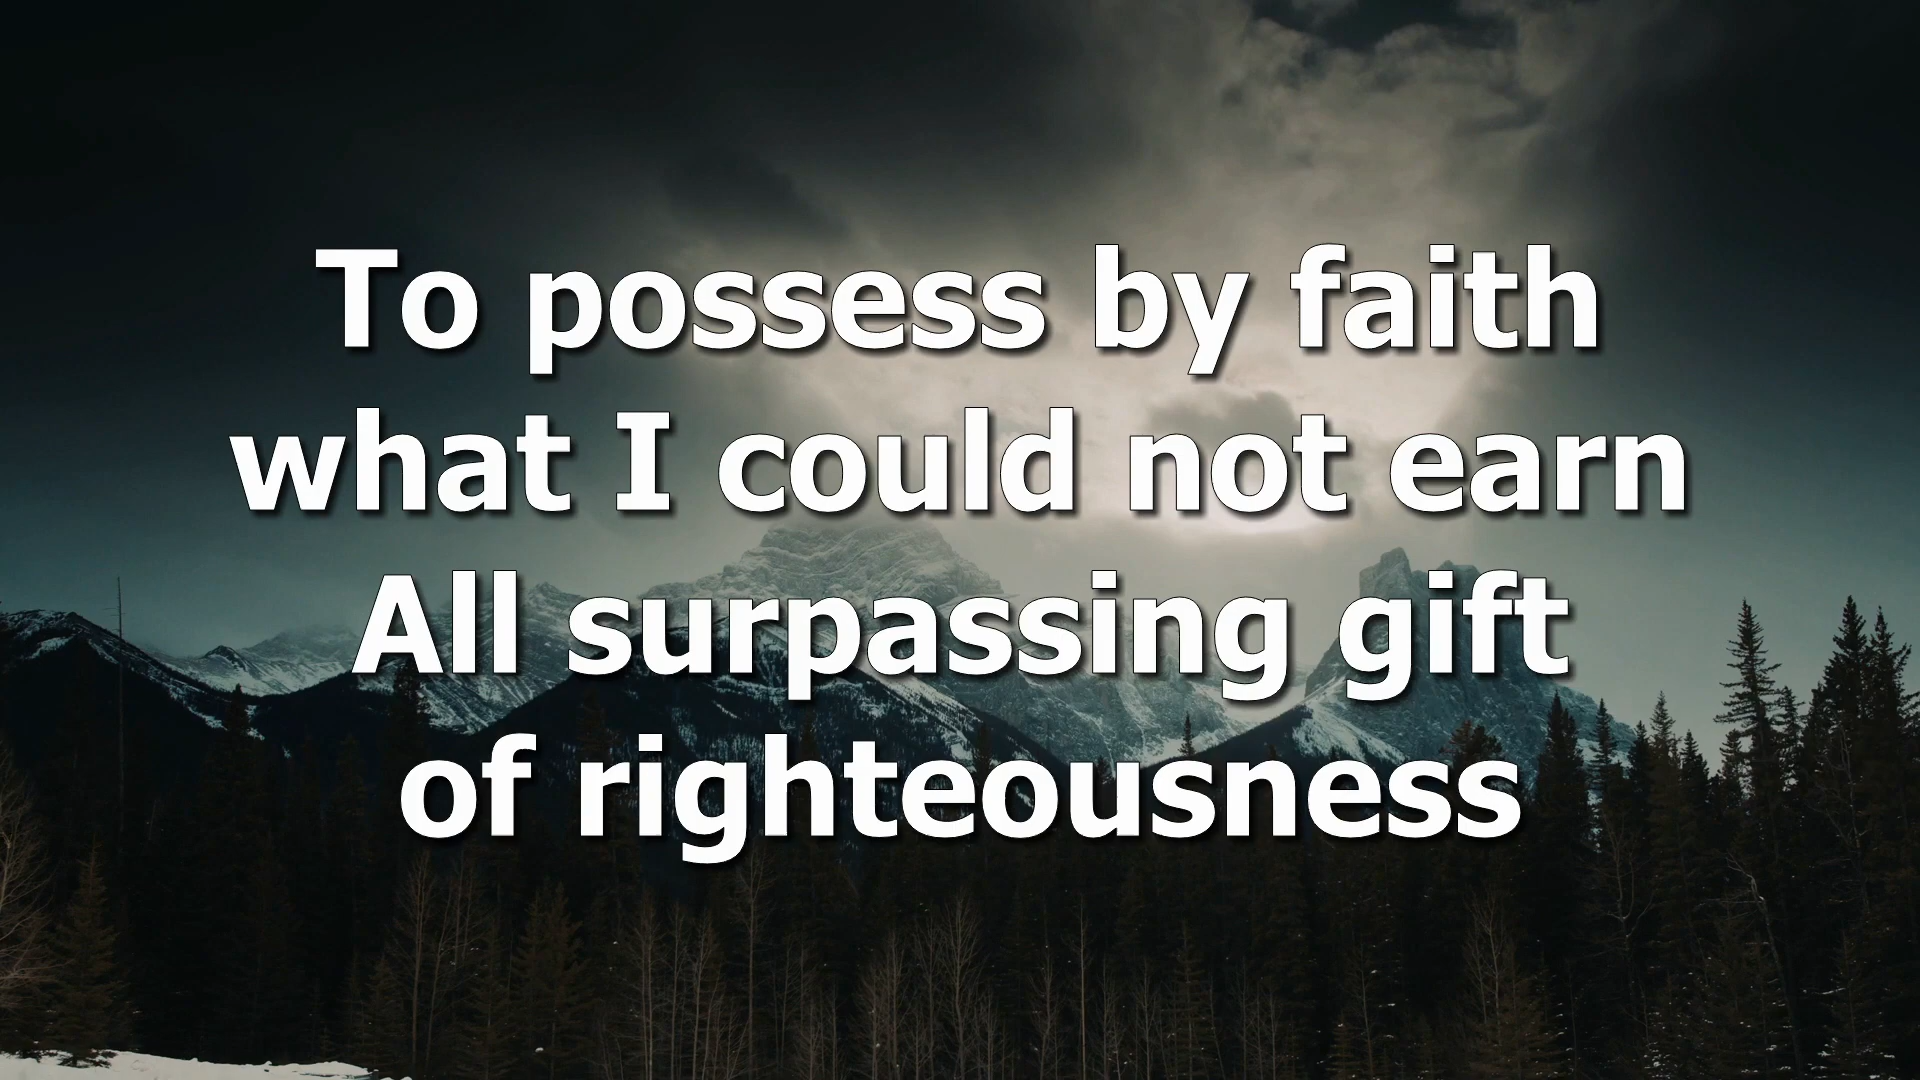 To possess by faith
what I could not earn
All surpassing gift
of righteousness